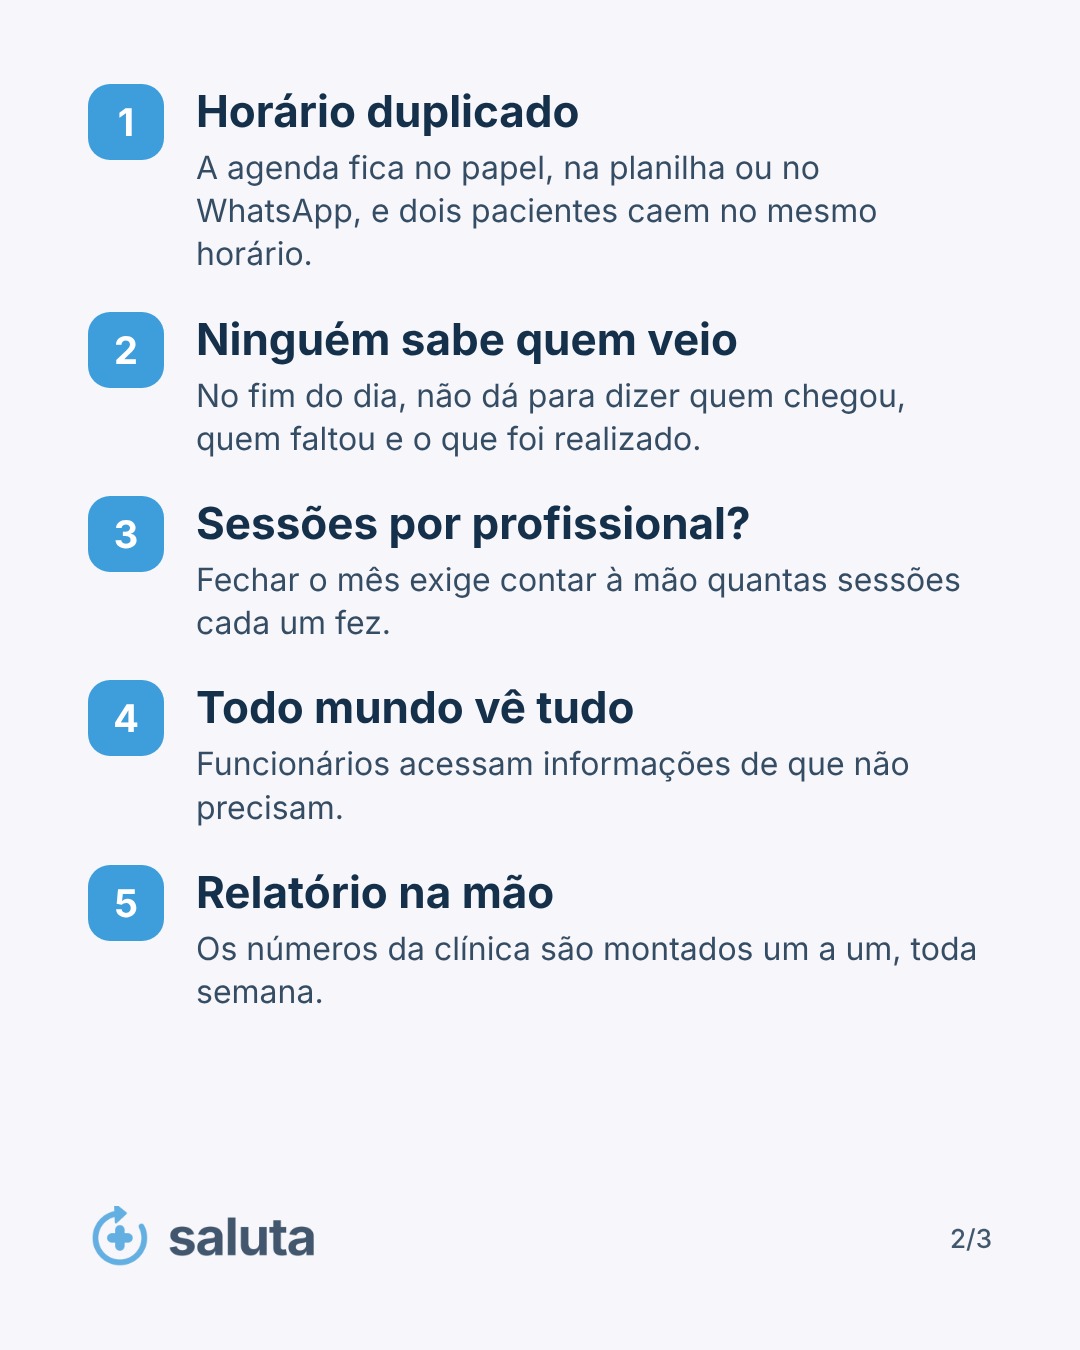 1
Horário duplicado
A agenda fica no papel, na planilha ou no
WhatsApp, e dois pacientes caem no mesmo
horário.
2
Ninguém sabe quem veio
No fim do dia, não dá para dizer quem chegou,
quem faltou e o que foi realizado.
3
Sessões por profissional?
Fechar o mês exige contar à mão quantas sessões
cada um fez.
4
Todo mundo vê tudo
Funcionários acessam informações de que não
precisam.
5
Relatório na mão
Os números da clínica são montados um a um, toda
semana.
saluta
2/3